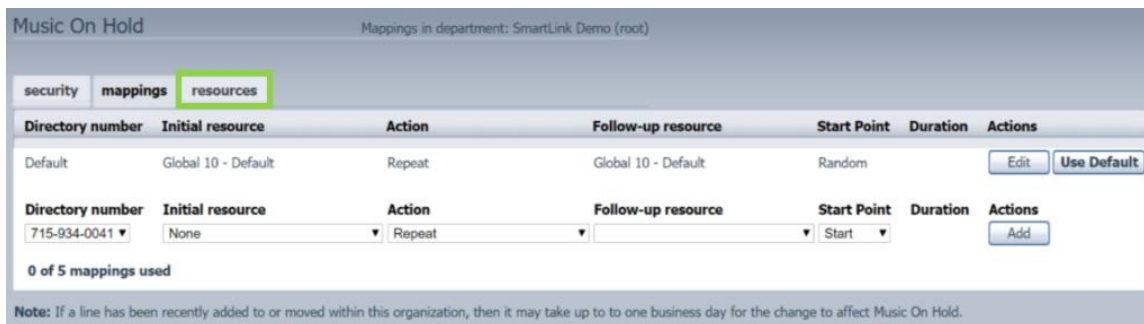 Music On Hold Mappings in department: SmartLink Demo (root)
security mappings resources
Directory number Initial resource Action Follow-up resource Start Point Duration Actions
Default Global 10 - Default Repeat Global 10 - Default Random Edit Use Default
Directory number Initial resource Action Follow-up resource Start Point Duration Actions
715-934-0041 None Repeat Start Add
0 of 5 mappings used
Note: If a line has been recently added to or moved within this organization, then it may take up to to one business day for the change to affect Music On Hold.